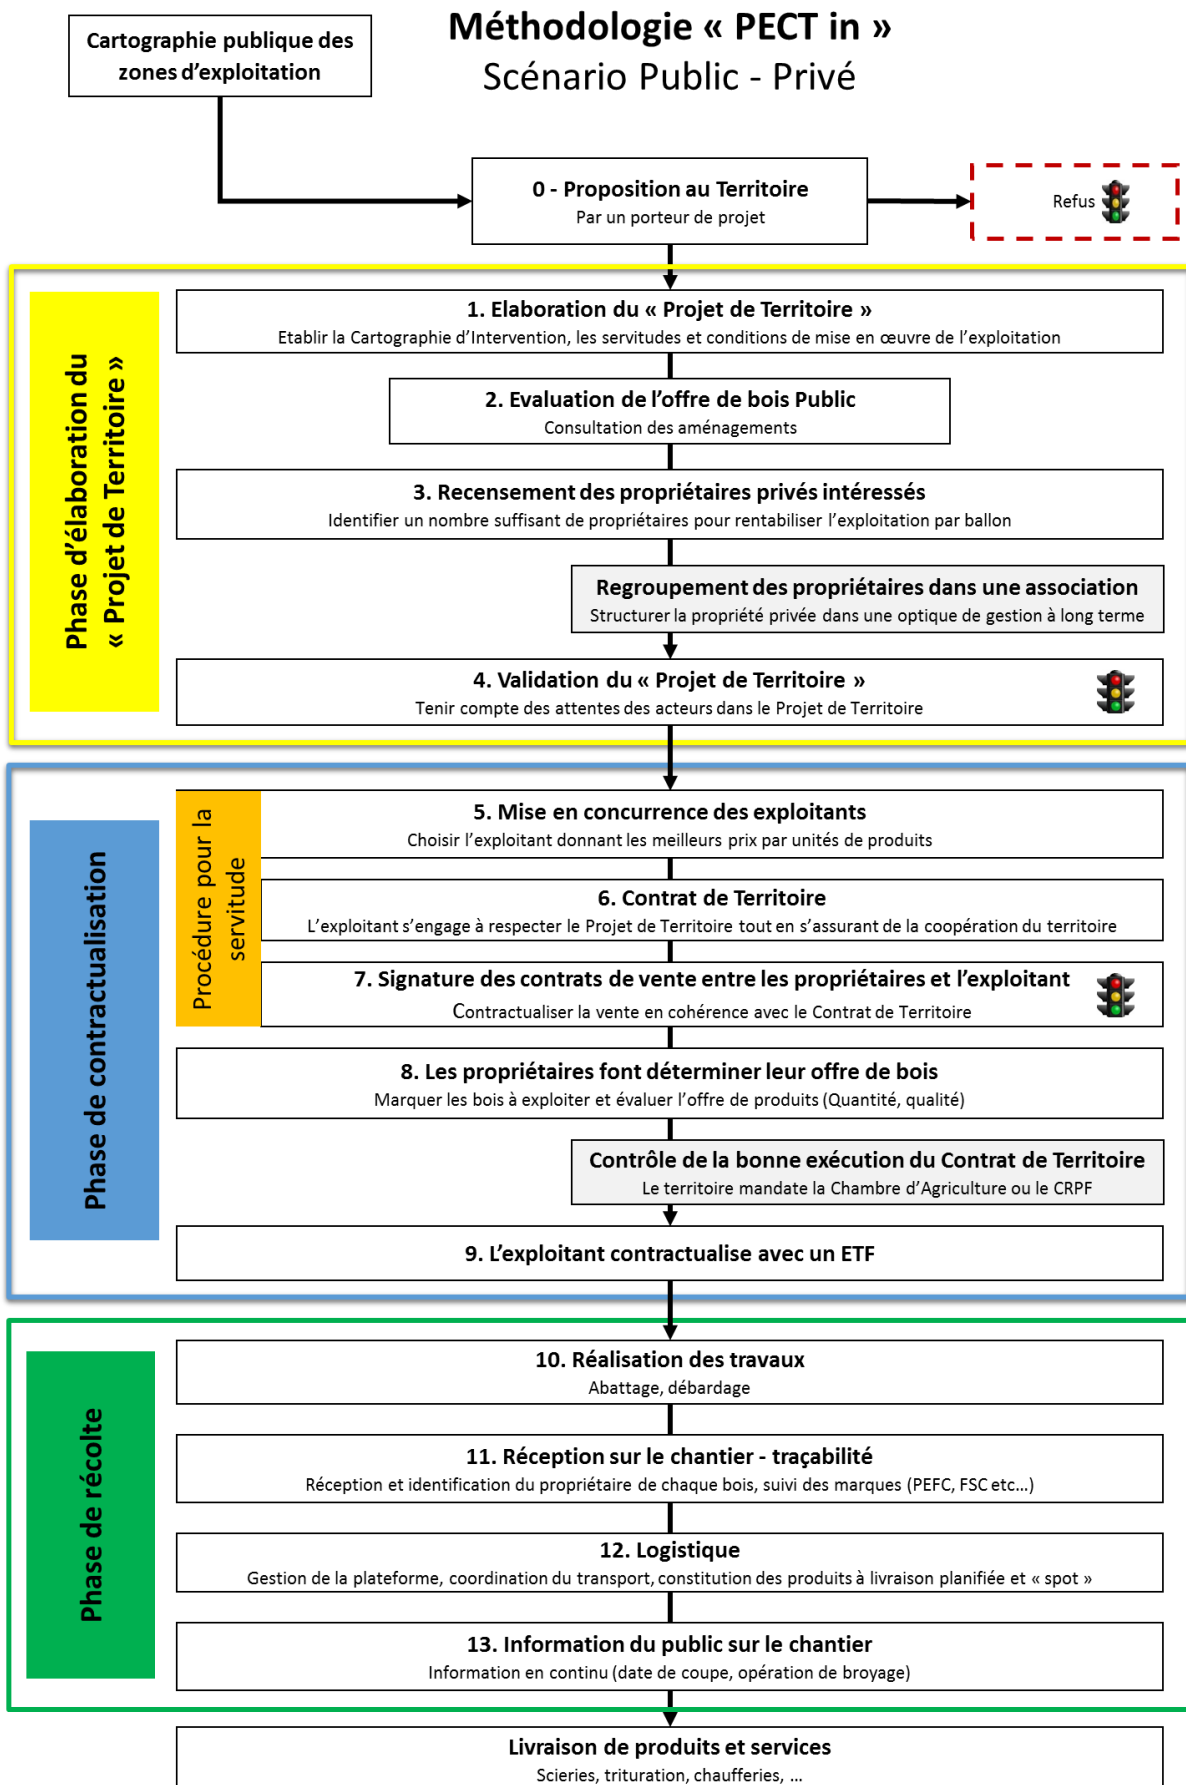 Méthodologie « PECT in »
Scénario Public - Privé
Cartographie publique des
zones d'exploitation
0 - Proposition au Territoire
Par un porteur de projet
Refus
Phase d'élaboration du
« Projet de Territoire »
1. Elaboration du « Projet de Territoire »
Etablir la Cartographie d'Intervention, les servitudes et conditions de mise en œuvre de l'exploitation
2. Evaluation de l'offre de bois Public
Consultation des aménagements
3. Recensement des propriétaires privés intéressés
Identifier un nombre suffisant de propriétaires pour rentabiliser l'exploitation par ballon
Regroupement des propriétaires dans une association
Structurer la propriété privée dans une optique de gestion à long terme
4. Validation du « Projet de Territoire »
Tenir compte des attentes des acteurs dans le Projet de Territoire
Phase de contractualisation
Procédure pour la
servitude
5. Mise en concurrence des exploitants
Choisir l'exploitant donnant les meilleurs prix par unités de produits
6. Contrat de Territoire
L'exploitant s'engage à respecter le Projet de Territoire tout en s'assurant de la coopération du territoire
7. Signature des contrats de vente entre les propriétaires et l'exploitant
Contractualiser la vente en cohérence avec le Contrat de Territoire
8. Les propriétaires font déterminer leur offre de bois
Marquer les bois à exploiter et évaluer l'offre de produits (Quantité, qualité)
Contrôle de la bonne exécution du Contrat de Territoire
Le territoire mandate la Chambre d'Agriculture ou le CRPF
9. L'exploitant contractualise avec un ETF
Phase de récolte
10. Réalisation des travaux
Abattage, débardage
11. Réception sur le chantier - traçabilité
Réception et identification du propriétaire de chaque bois, suivi des marques (PEFC, FSC etc...)
12. Logistique
Gestion de la plateforme, coordination du transport, constitution des produits à livraison planifiée et « spot »
13. Information du public sur le chantier
Information en continu (date de coupe, opération de broyage)
Livraison de produits et services
Scieries, trituration, chaufferies, ...